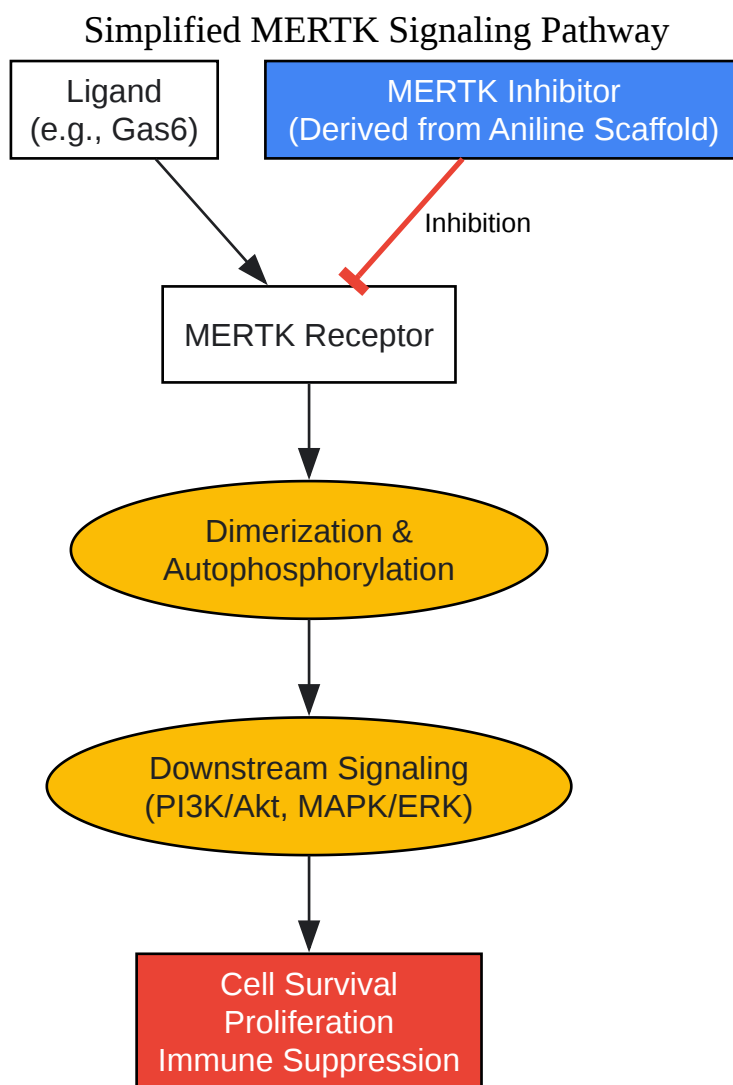 Simplified MERTK Signaling Pathway
Ligand
(e.g., Gas6)
MERTK Inhibitor
(Derived from Aniline Scaffold)
Inhibition
MERTK Receptor
Dimerization &
Autophosphorylation
Downstream Signaling
(PI3K/Akt, MAPK/ERK)
Cell Survival
Proliferation
Immune Suppression